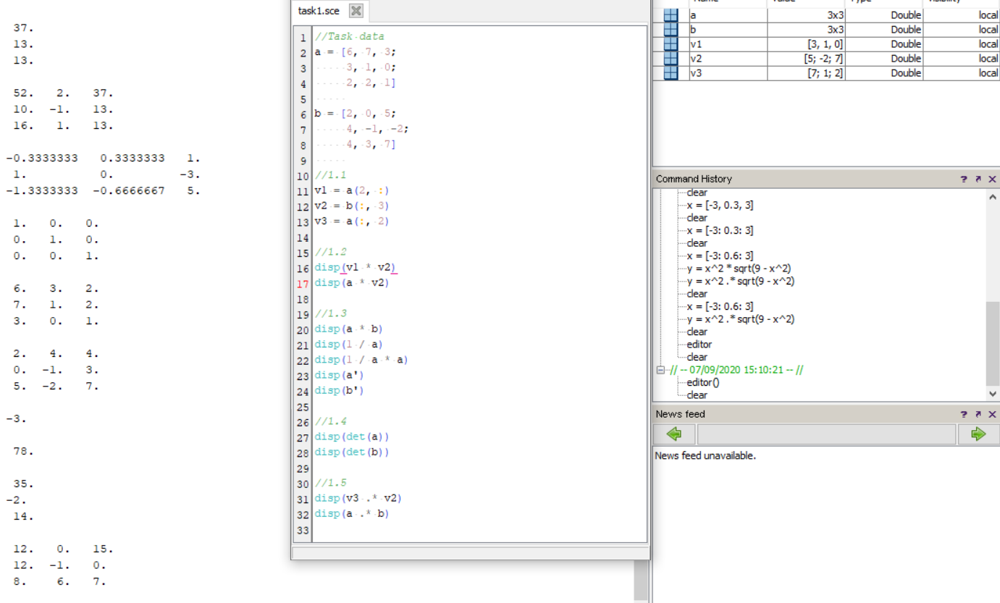 37.
13.
13.
52. 2. 37.
10. -1. 13.
16. 1. 13.
-0.3333333 0.3333333 1.
1. 0. -3.
-1.3333333 -0.6666667 5.
1. 0. 0.
0. 1. 0.
0. 0. 1.
6. 3. 2.
7. 1. 2.
3. 0. 1.
2. 4. 4.
0. -1. 3.
5. -2. 7.
-3.
78.
35.
-2.
14.
12. 0. 15.
12. -1. 0.
8. 6. 7.
task1.sce
1 //Task data
2 a = [6, 7, 3;
3 3, 1, 0;
4 2, 2, 1]
5
6 b = [2, 0, 5;
7 4, -1, -2;
8 4, 3, 7]
9
10 //1.1
11 v1 = a(2, :)
12 v2 = b(:, 3)
13 v3 = a(:, 2)
14
15 //1.2
16 disp(v1 * v2)
17 disp(a * v2)
18
19 //1.3
20 disp(a * b)
21 disp(1 / a)
22 disp(1 / a * a)
23 disp(a')
24 disp(b')
25
26 //1.4
27 disp(det(a))
28 disp(det(b))
29
30 //1.5
31 disp(v3 .* v2)
32 disp(a .* b)
33
Name Value Type Visibility
a 3x3 Double local
b 3x3 Double local
v1 [3, 1, 0] Double local
v2 [5; -2; 7] Double local
v3 [7; 1; 2] Double local
Command History
clear
x = [-3, 0.3, 3]
clear
x = [-3: 0.3: 3]
clear
x = [-3: 0.6: 3]
y = x^2 * sqrt(9 - x^2)
y = x^2 .* sqrt(9 - x^2)
clear
x = [-3: 0.6: 3]
y = x^2 .* sqrt(9 - x^2)
clear
editor
clear
// -- 07/09/2020 15:10:21 -- //
editor()
clear
News feed
News feed unavailable.